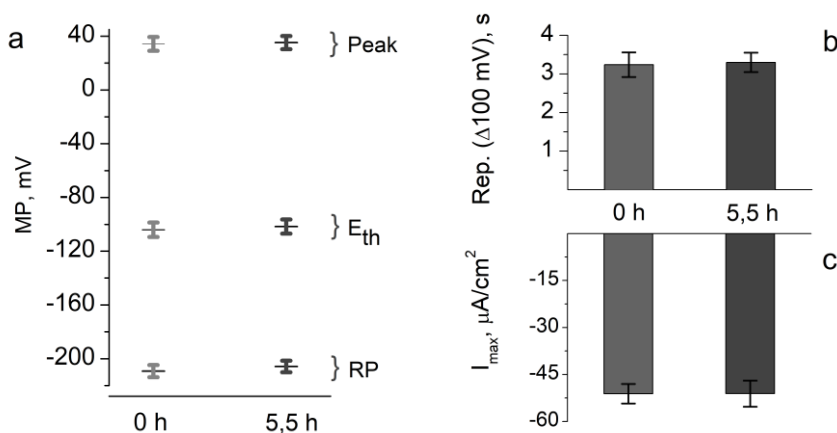 a
MP, mV
40
0
-40
-80
-120
-160
-200
} Peak
} E_th
} RP
0 h
5,5 h
b
Rep. (Δ100 mV), s
4
3
2
1
0 h
5,5 h
c
I_max, μA/cm²
-15
-30
-45
-60